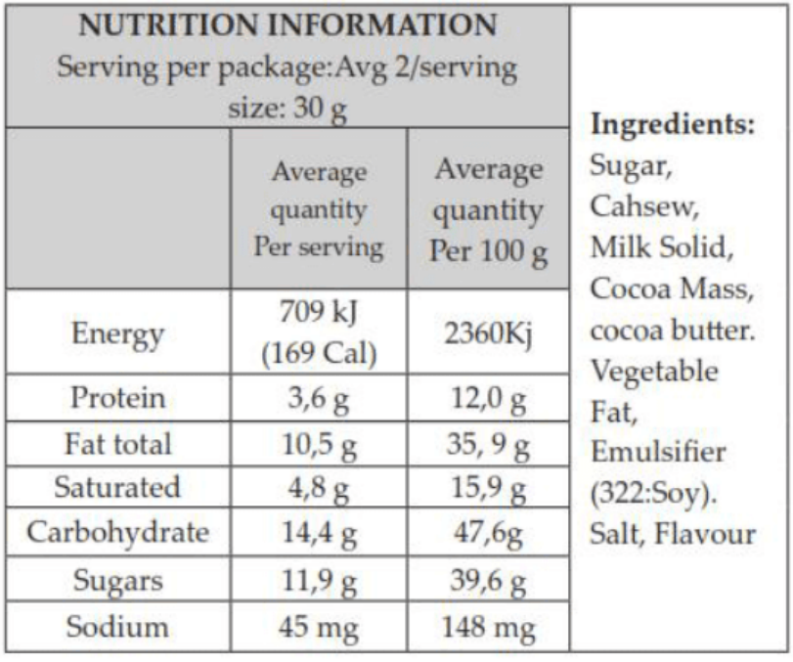 NUTRITION INFORMATION
Serving per package:Avg 2/serving
size: 30 g
Average
quantity
Per serving
Average
quantity
Per 100 g
Energy
709 kJ
(169 Cal)
2360Kj
Protein
3,6 g
12,0 g
Fat total
10,5 g
35, 9 g
Saturated
4,8 g
15,9 g
Carbohydrate
14,4 g
47,6g
Sugars
11,9 g
39,6 g
Sodium
45 mg
148 mg
Ingredients:
Sugar,
Cahsew,
Milk Solid,
Cocoa Mass,
cocoa butter.
Vegetable
Fat,
Emulsifier
(322:Soy).
Salt, Flavour